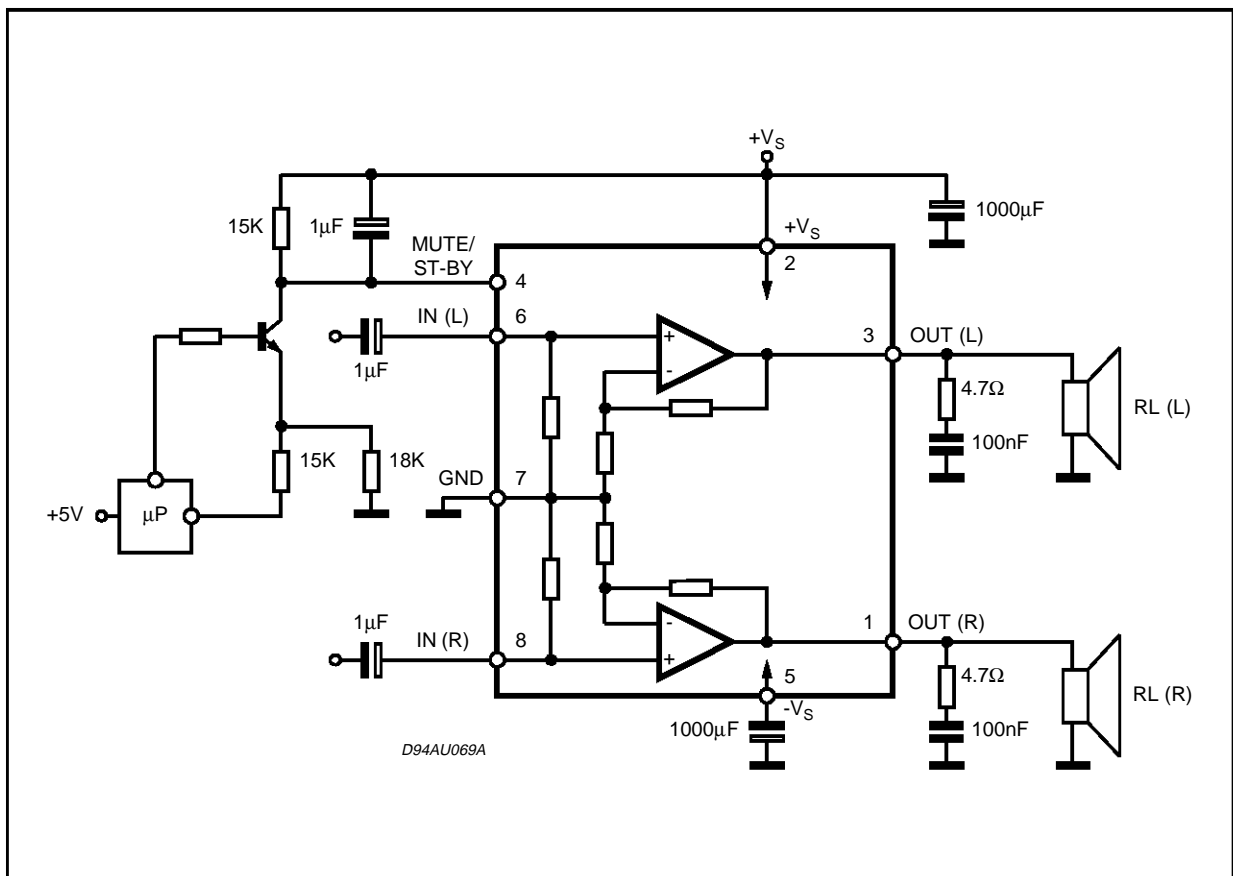 +VS
15K
1µF
1000µF
MUTE/
ST-BY
+VS
2
4
IN (L)
6
3
OUT (L)
+
-
1µF
4.7Ω
RL (L)
100nF
15K
18K
GND
7
+5V
µP
1µF
IN (R)
8
-
+
1
OUT (R)
5
-VS
4.7Ω
RL (R)
1000µF
100nF
D94AU069A